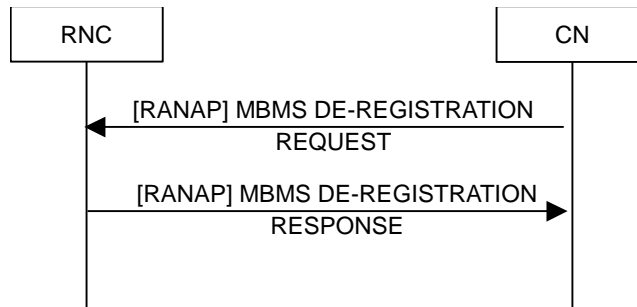 RNC
CN
[RANAP] MBMS DE-REGISTRATION
REQUEST
[RANAP] MBMS DE-REGISTRATION
RESPONSE